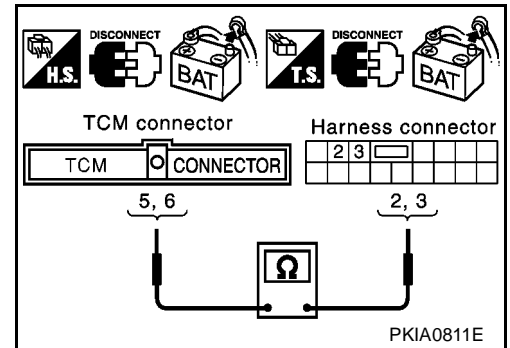 DISCONNECT DISCONNECT
H.S. BAT T.S. BAT
TCM connector Harness connector
2 3
TCM CONNECTOR
5, 6 2, 3
Ω
PKIA0811E